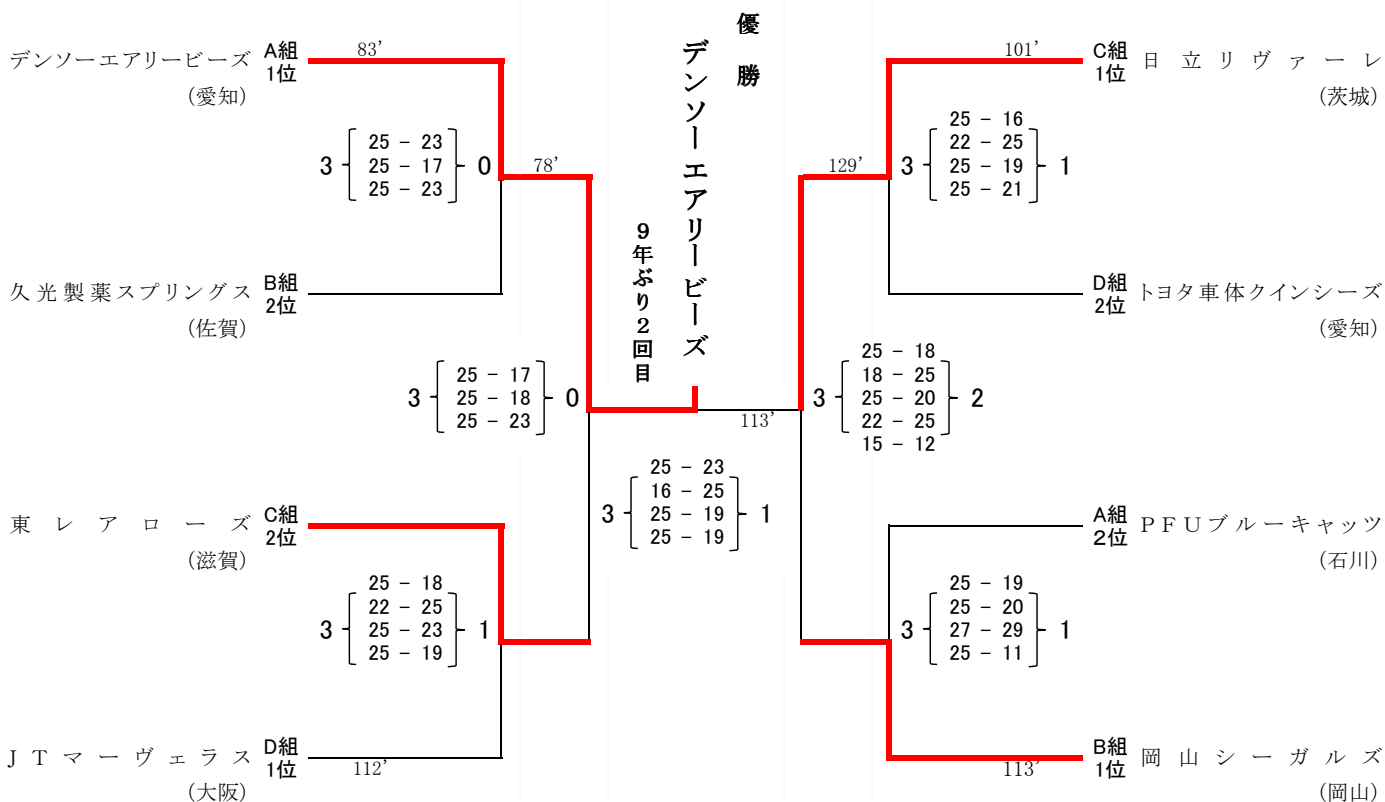 優勝
デンソーエアリービーズ
9年ぶり2回目
デンソーエアリービーズ A組 1位
(愛知)
83’
3 25 － 23 0
25 － 17
25 － 23
78’
久光製薬スプリングス B組 2位
(佐賀)
3 25 － 17 0
25 － 18
25 － 23
東レアローズ C組 2位
(滋賀)
25 － 18
22 － 25
3 25 － 23 1
25 － 19
JTマーヴェラス D組 1位
(大阪)
112’
113’
25 － 23
16 － 25
3 25 － 19 1
25 － 19
101’
C組 1位 日立リヴァーレ
(茨城)
129’
25 － 16
22 － 25
3 25 － 19 1
25 － 21
D組 2位 トヨタ車体クインシーズ
(愛知)
25 － 18
18 － 25
3 25 － 20 2
22 － 25
15 － 12
A組 2位 PFUブルーキャッツ
(石川)
25 － 19
25 － 20
3 27 － 29 1
25 － 11
113’
B組 1位 岡山シーガルズ
(岡山)